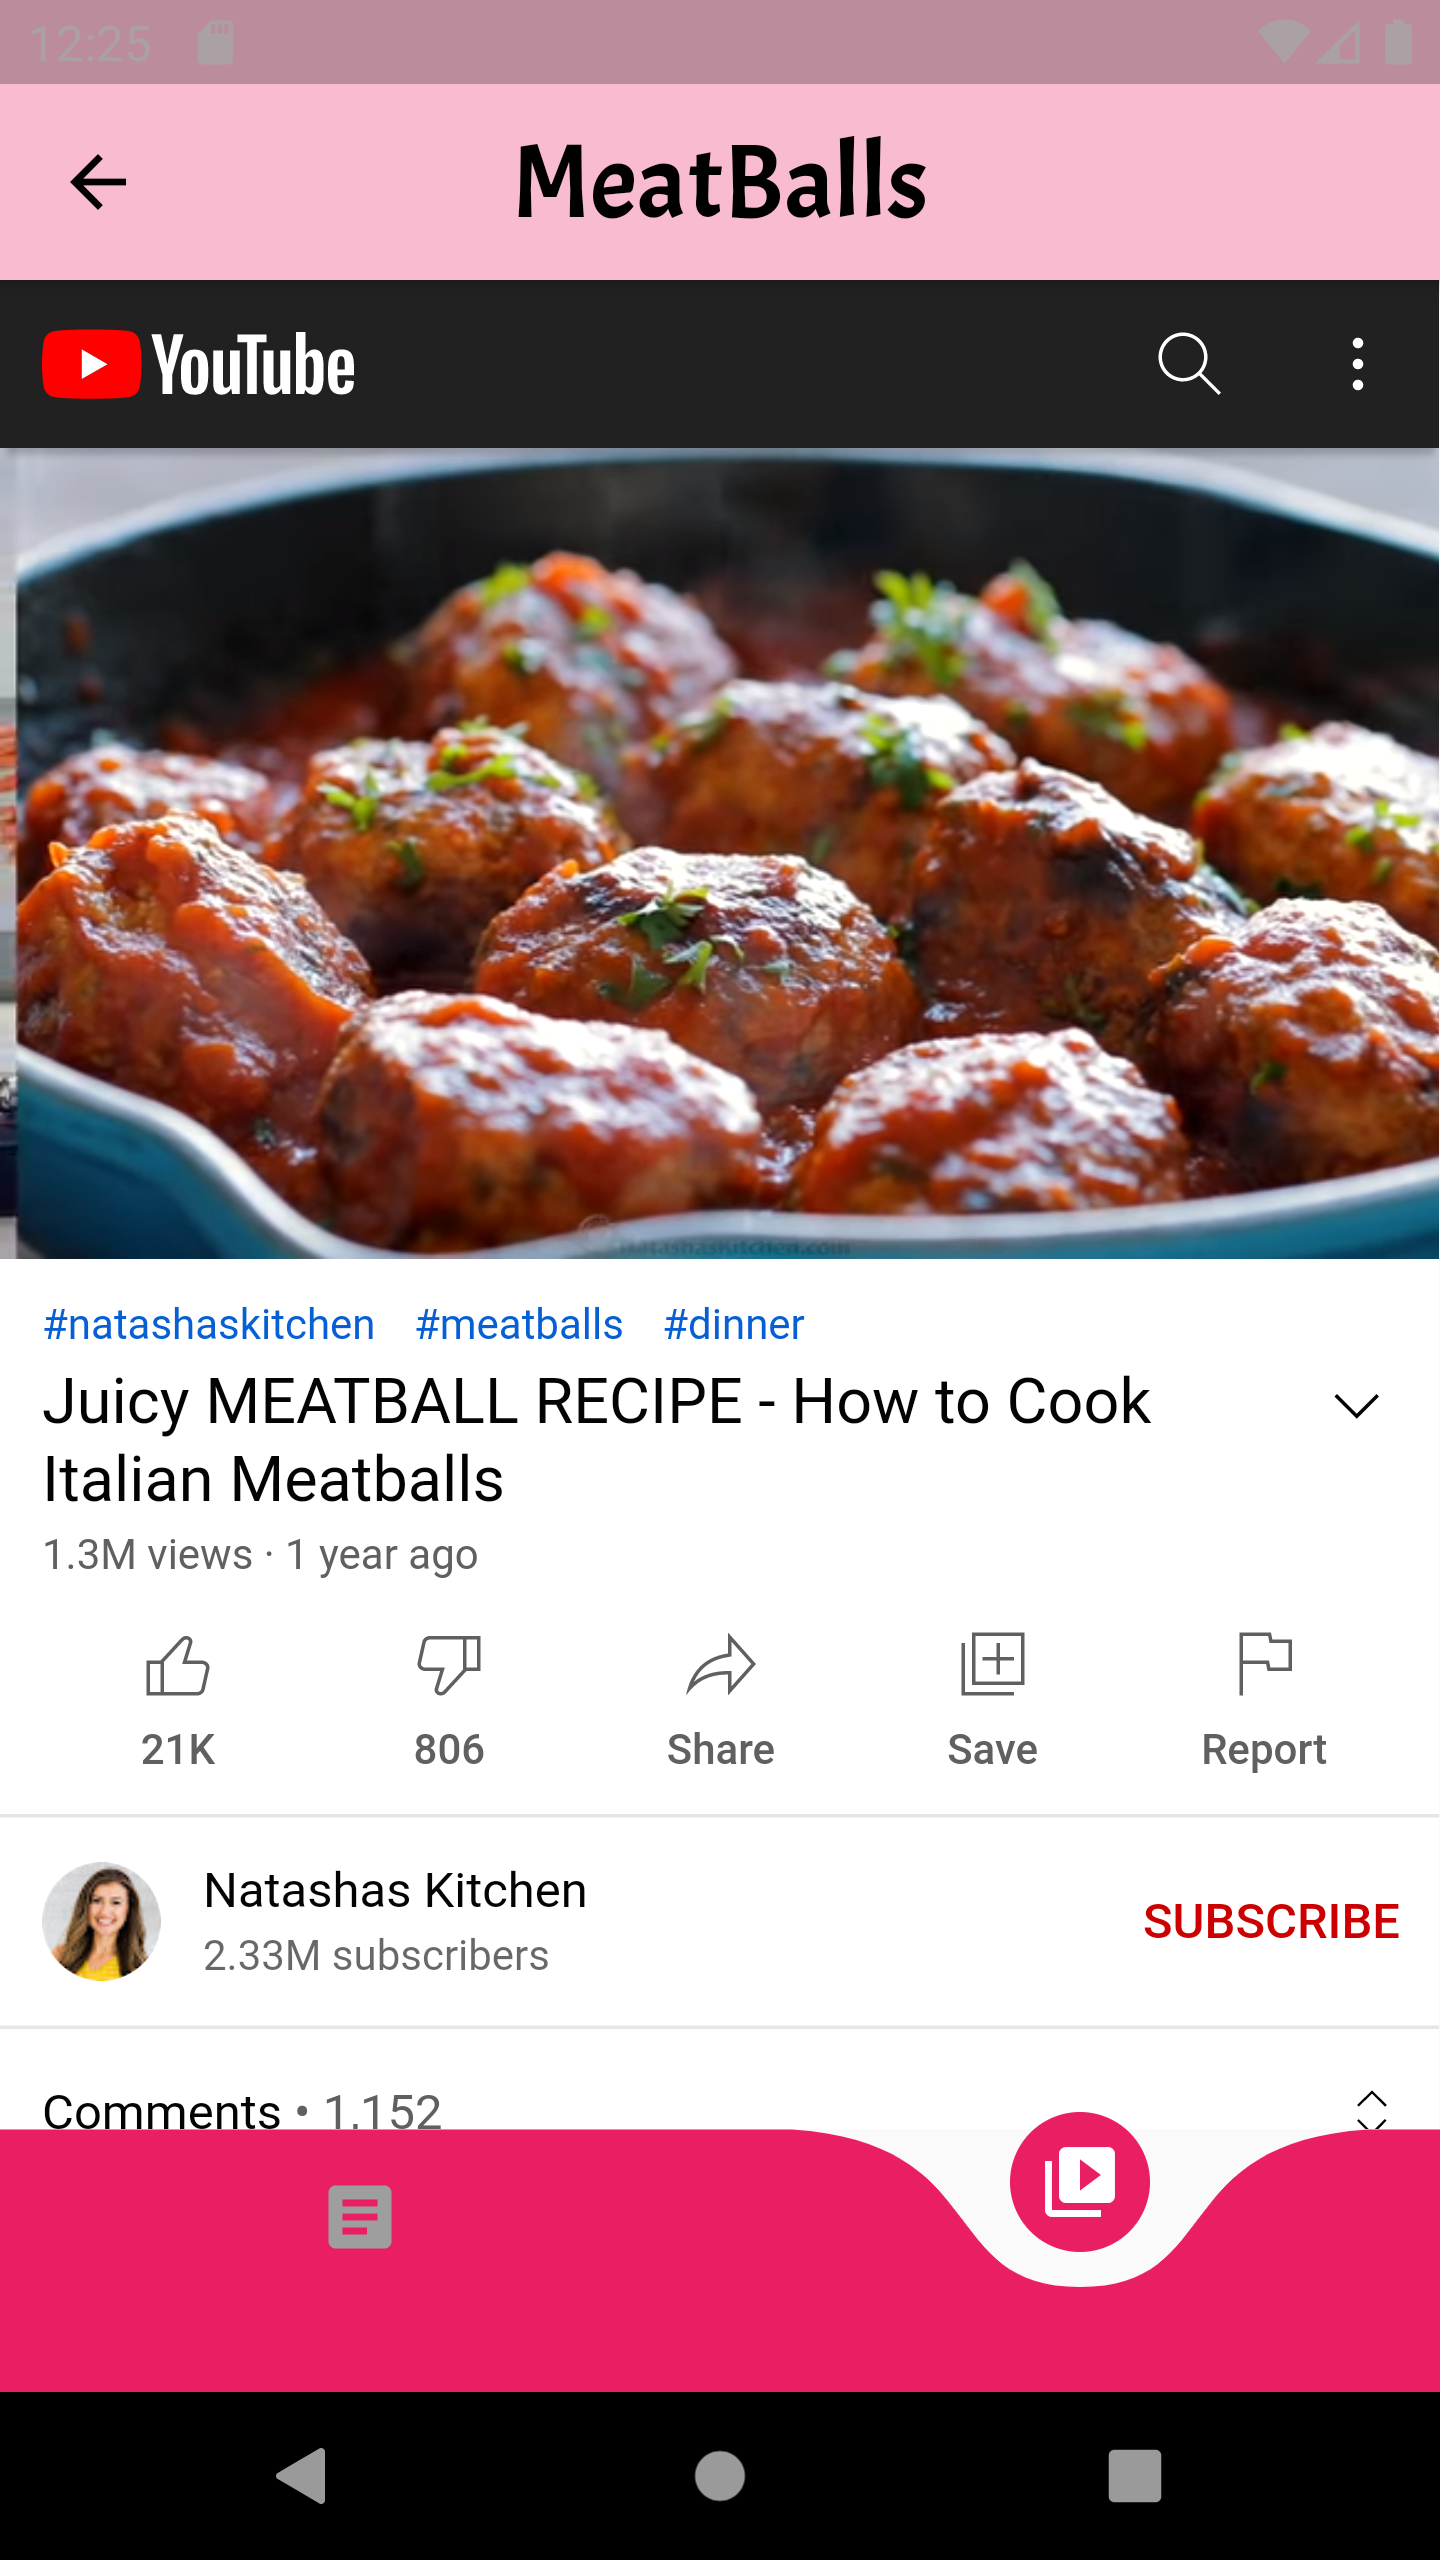 12:25
MeatBalls
YouTube
natashaskitchen.com
#natashaskitchen #meatballs #dinner
Juicy MEATBALL RECIPE - How to Cook
Italian Meatballs
1.3M views · 1 year ago
21K
806
Share
Save
Report
Natashas Kitchen
2.33M subscribers
SUBSCRIBE
Comments • 1,152